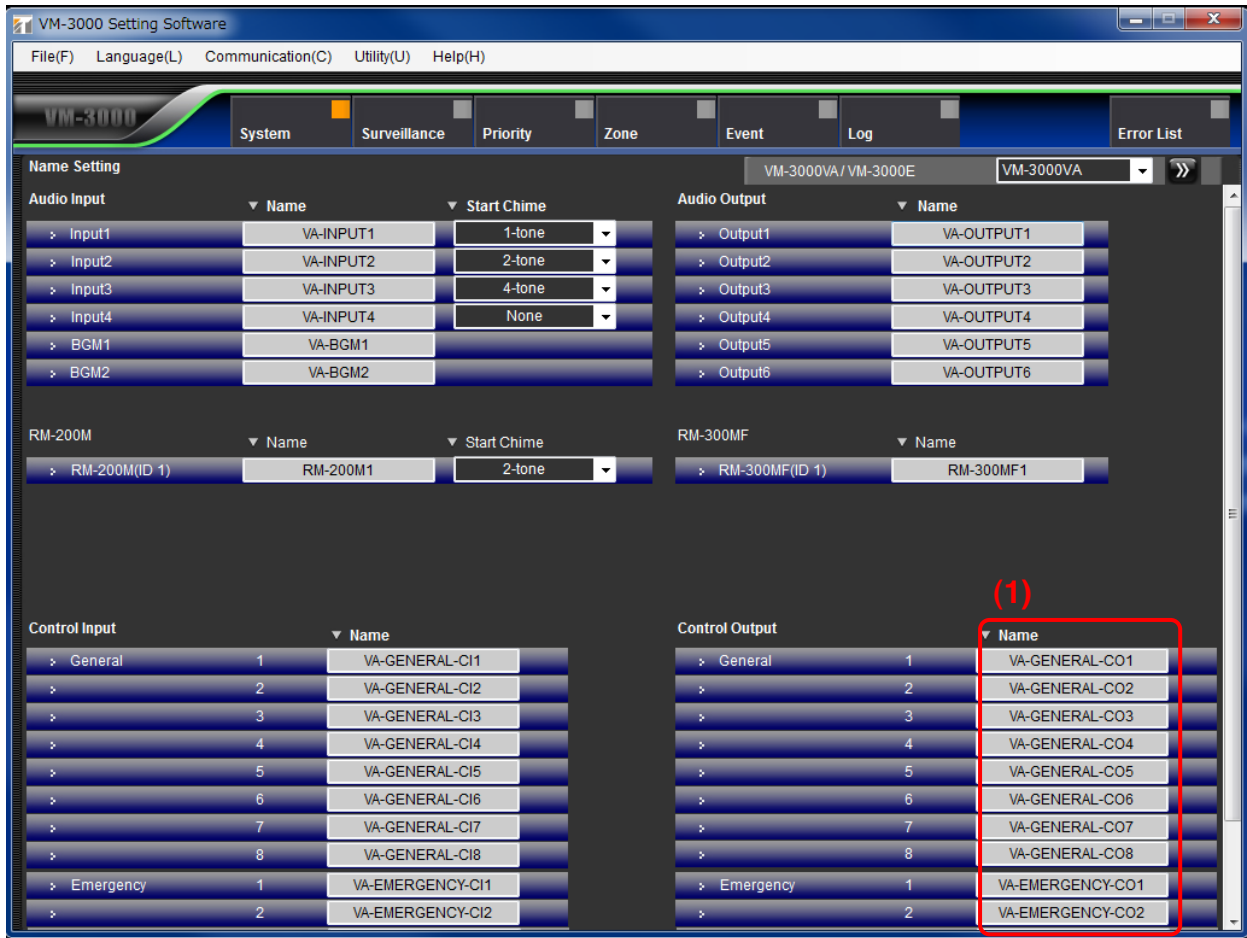 VM-3000 Setting Software
File(F) Language(L) Communication(C) Utility(U) Help(H)
VM-3000
System Surveillance Priority Zone Event Log Error List
Name Setting VM-3000VA / VM-3000E VM-3000VA
Audio Input Name Start Chime Audio Output Name
Input1 VA-INPUT1 1-tone Output1 VA-OUTPUT1
Input2 VA-INPUT2 2-tone Output2 VA-OUTPUT2
Input3 VA-INPUT3 4-tone Output3 VA-OUTPUT3
Input4 VA-INPUT4 None Output4 VA-OUTPUT4
BGM1 VA-BGM1 Output5 VA-OUTPUT5
BGM2 VA-BGM2 Output6 VA-OUTPUT6
RM-200M Name Start Chime RM-300MF Name
RM-200M(ID 1) RM-200M1 2-tone RM-300MF(ID 1) RM-300MF1
(1)
Control Input Name Control Output Name
General 1 VA-GENERAL-CI1 General 1 VA-GENERAL-CO1
2 VA-GENERAL-CI2 2 VA-GENERAL-CO2
3 VA-GENERAL-CI3 3 VA-GENERAL-CO3
4 VA-GENERAL-CI4 4 VA-GENERAL-CO4
5 VA-GENERAL-CI5 5 VA-GENERAL-CO5
6 VA-GENERAL-CI6 6 VA-GENERAL-CO6
7 VA-GENERAL-CI7 7 VA-GENERAL-CO7
8 VA-GENERAL-CI8 8 VA-GENERAL-CO8
Emergency 1 VA-EMERGENCY-CI1 Emergency 1 VA-EMERGENCY-CO1
2 VA-EMERGENCY-CI2 2 VA-EMERGENCY-CO2